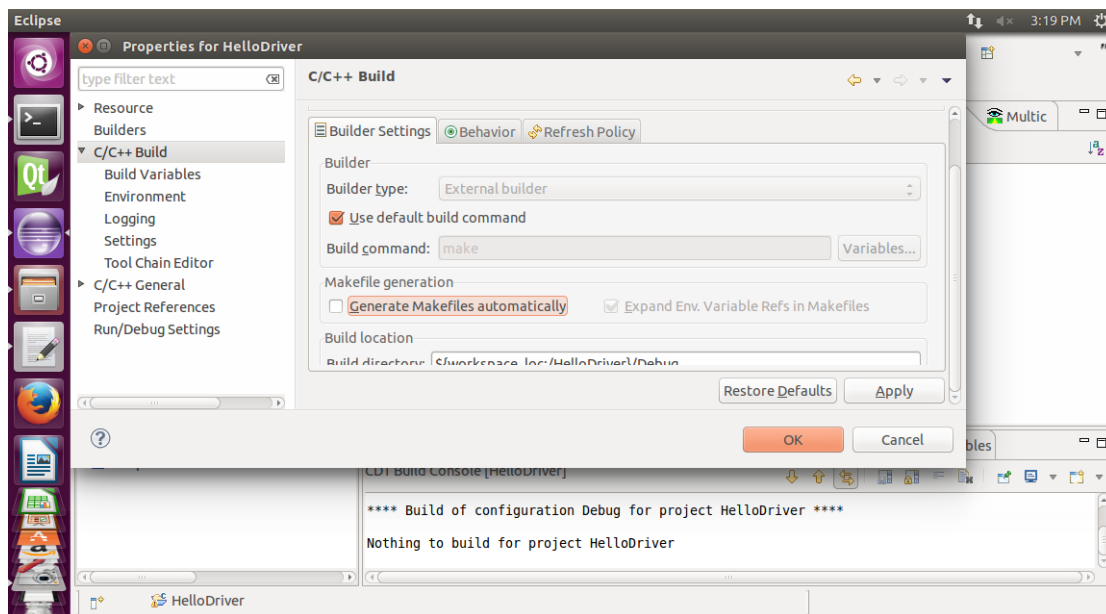 Eclipse
3:19 PM
Properties for HelloDriver
type filter text
Resource
Builders
C/C++ Build
Build Variables
Environment
Logging
Settings
Tool Chain Editor
C/C++ General
Project References
Run/Debug Settings
C/C++ Build
Builder Settings
Behavior
Refresh Policy
Builder
Builder type:
External builder
Use default build command
Build command:
make
Variables...
Makefile generation
Generate Makefiles automatically
Expand Env. Variable Refs in Makefiles
Build location
Build directory:
${workspace_loc:/HelloDriver}/Debug
Restore Defaults
Apply
OK
Cancel
Multic
bles
CDT Build Console [HelloDriver]
**** Build of configuration Debug for project HelloDriver ****
Nothing to build for project HelloDriver
HelloDriver